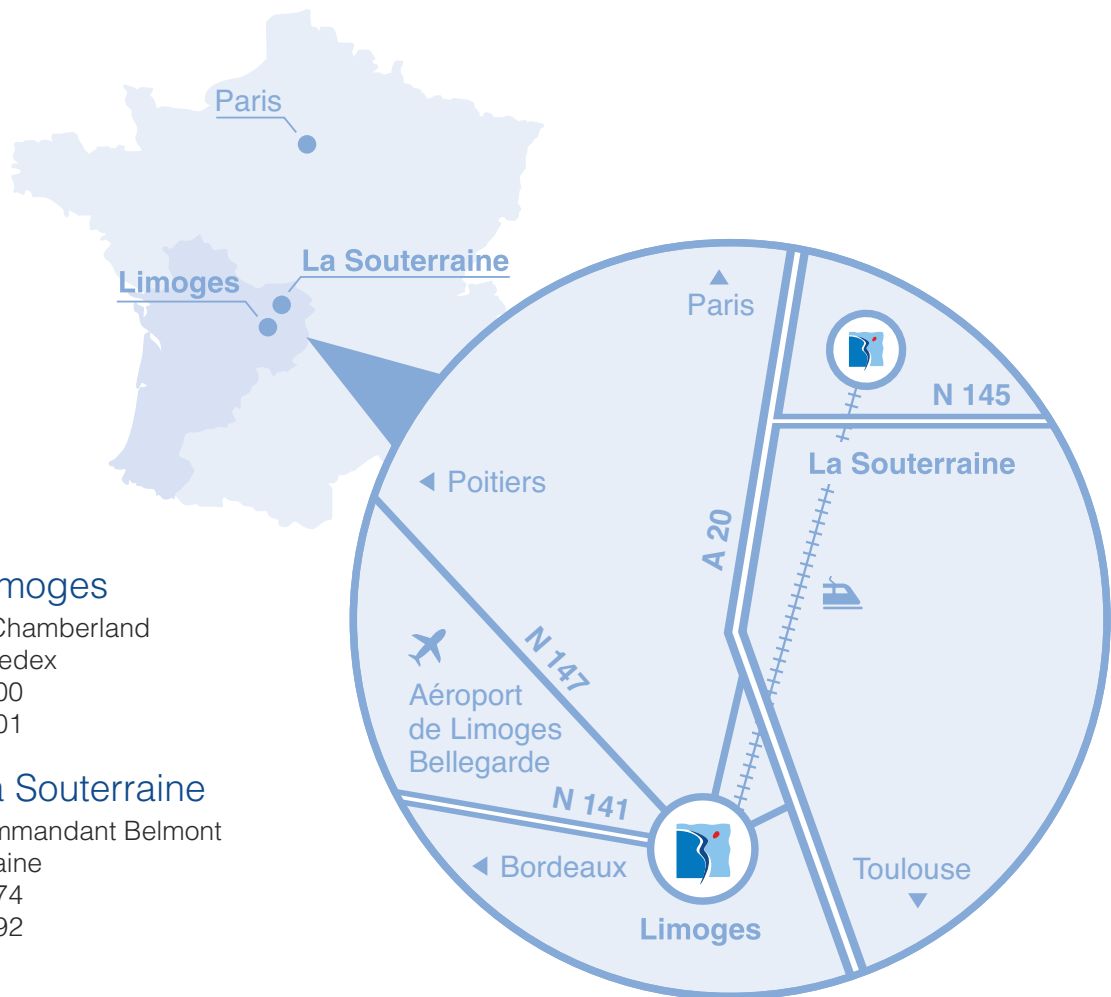 Paris
La Souterraine
Limoges
Paris
N 145
La Souterraine
Poitiers
A 20
N 147
Aéroport
de Limoges
Bellegarde
N 141
Bordeaux
Toulouse
Limoges
moges
Chamberland
edex
00
01
Souterraine
mmandant Belmont
aine
74
92